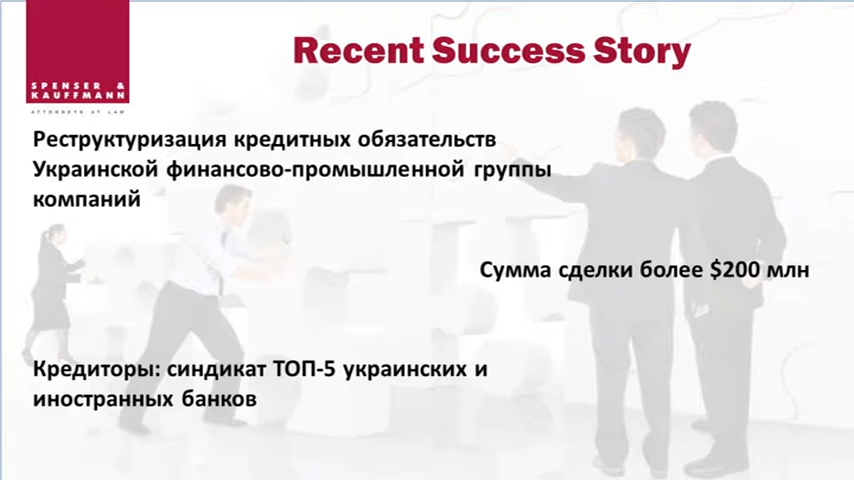 SPENSER &
KAUFFMANN
ATTORNEYS AT LAW
Recent Success Story
Реструктуризация кредитных обязательств
Украинской финансово-промышленной группы
компаний
Сумма сделки более $200 млн
Кредиторы: синдикат ТОП-5 украинских и
иностранных банков